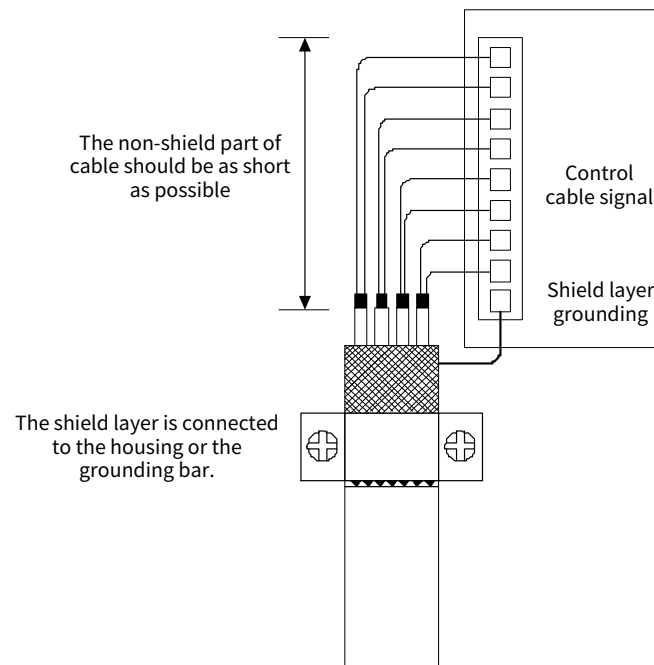 The non-shield part of
cable should be as short
as possible
Control
cable signal
Shield layer
grounding
The shield layer is connected
to the housing or the
grounding bar.